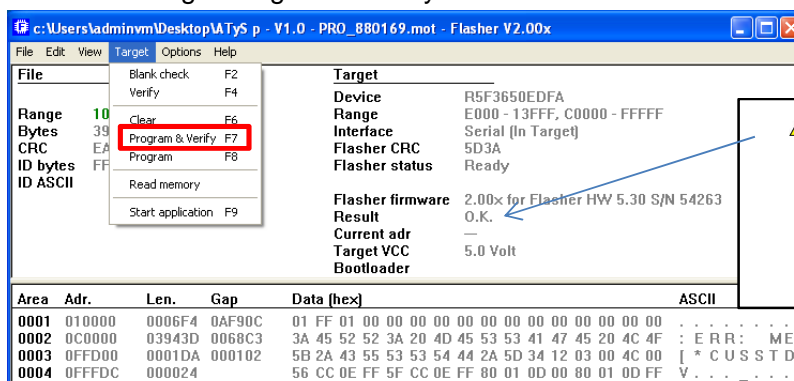 c:\Users\adminvm\Desktop\ATyS p - V1.0 - PRO_880169.mot - Flasher V2.00x
File Edit View Target Options Help
File
Range 10
Bytes 39
CRC EA
ID bytes FF
ID ASCII
Blank check F2
Verify F4
Clear F6
Program & Verify F7
Program F8
Read memory
Start application F9
Target
Device R5F3650EDFA
Range E000 - 13FFF, C0000 - FFFFF
Interface Serial (In Target)
Flasher CRC 5D3A
Flasher status Ready
Flasher firmware 2.00x for Flasher HW 5.30 S/N 54263
Result O.K.
Current adr —
Target VCC 5.0 Volt
Bootloader
Area Adr. Len. Gap Data (hex) ASCII
0001 010000 0006F4 0AF90C 01 FF 01 00 00 00 00 00 00 00 00 00 00 00 00 00 . . . . . . . .
0002 0C0000 03943D 0068C3 3A 45 52 52 3A 20 4D 45 53 53 41 47 45 20 4C 4F : E R R : M E
0003 0FFD00 0001DA 000102 5B 2A 43 55 53 53 54 44 2A 5D 34 12 03 00 4C 00 [ * C U S S T D
0004 0FFFDC 000024 56 CC 0E FF 5F CC 0E FF 80 01 0D 00 80 01 0D FF V . . . _ . . .